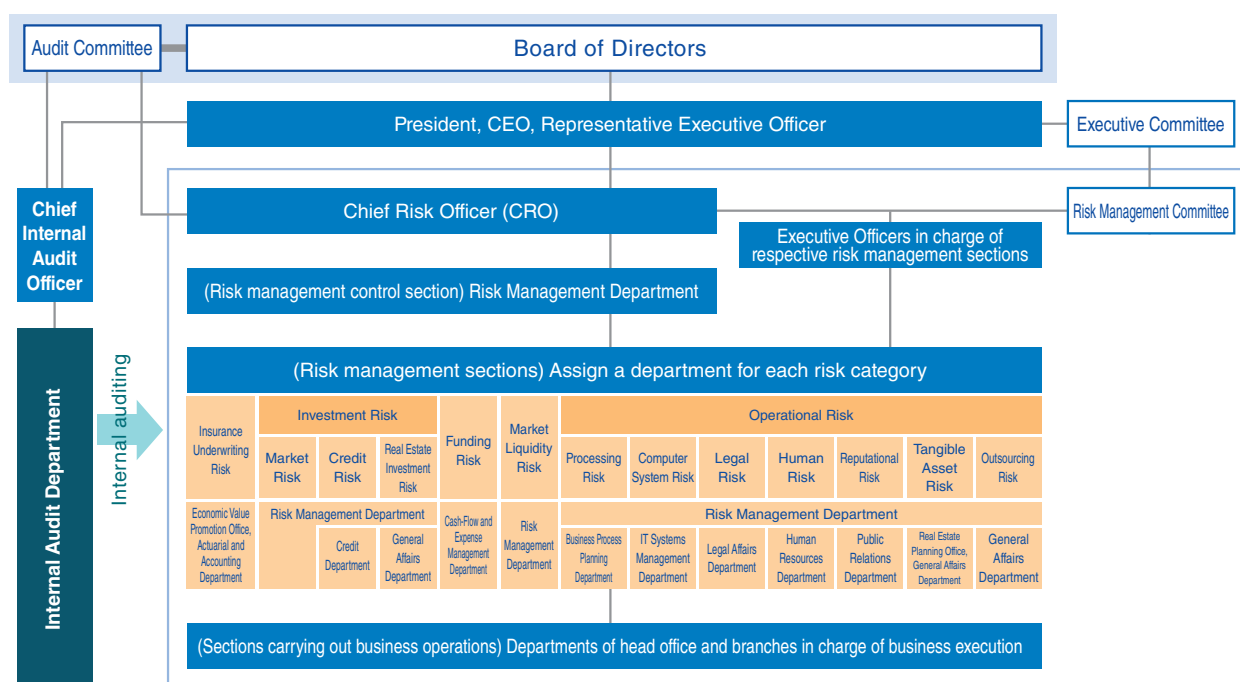 Audit Committee
Board of Directors
President, CEO, Representative Executive Officer
Executive Committee
Chief
Internal
Audit
Officer
Chief Risk Officer (CRO)
Risk Management Committee
Executive Officers in charge of
respective risk management sections
(Risk management control section) Risk Management Department
Internal Audit Department
Internal auditing
(Risk management sections) Assign a department for each risk category
Insurance
Underwriting
Risk
Investment Risk
Market
Risk
Credit
Risk
Real Estate
Investment
Risk
Funding
Risk
Market
Liquidity
Risk
Operational Risk
Processing
Risk
Computer
System Risk
Legal
Risk
Human
Risk
Reputational
Risk
Tangible
Asset
Risk
Outsourcing
Risk
Economic Value
Promotion Office,
Actuarial and
Accounting
Department
Risk Management Department
Credit
Department
General
Affairs
Department
Cash-Flow and
Expense
Management
Department
Risk
Management
Department
Risk Management Department
Business Process
Planning
Department
IT Systems
Management
Department
Legal Affairs
Department
Human
Resources
Department
Public
Relations
Department
Real Estate
Planning Office,
General Affairs
Department
General
Affairs
Department
(Sections carrying out business operations) Departments of head office and branches in charge of business execution